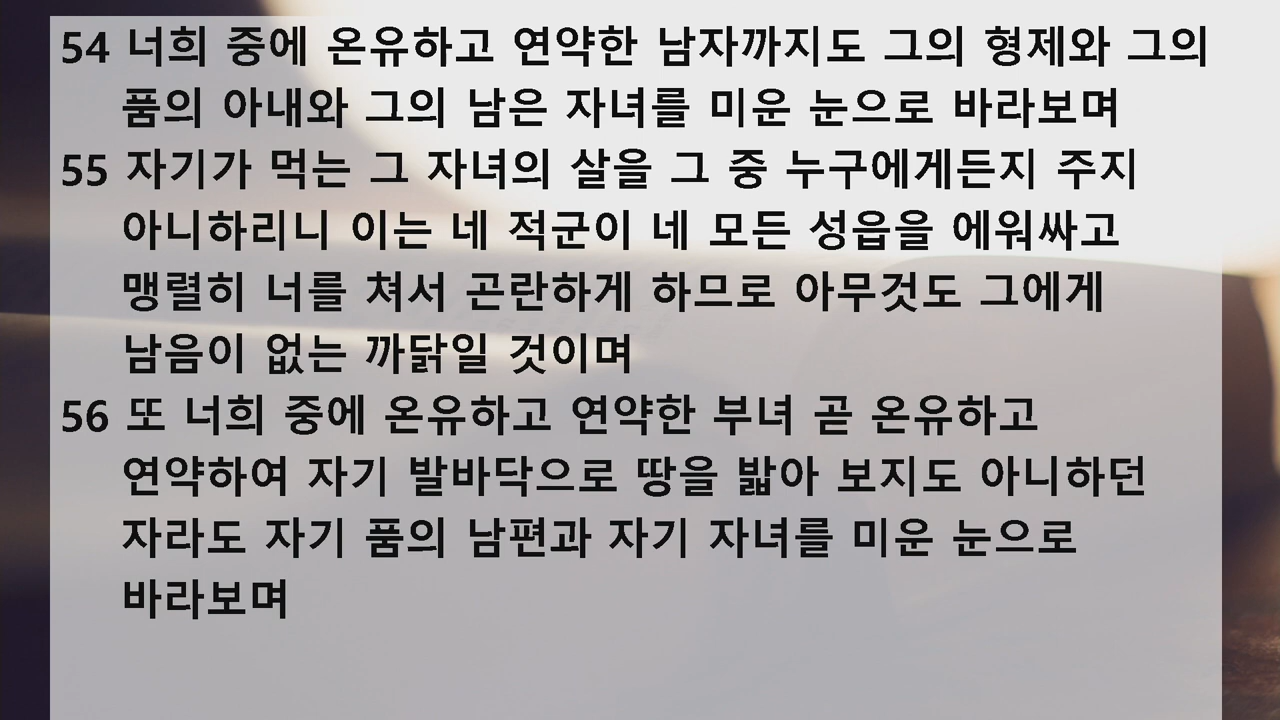 54 너희 중에 온유하고 연약한 남자까지도 그의 형제와 그의
품의 아내와 그의 남은 자녀를 미운 눈으로 바라보며
55 자기가 먹는 그 자녀의 살을 그 중 누구에게든지 주지
아니하리니 이는 네 적군이 네 모든 성읍을 에워싸고
맹렬히 너를 쳐서 곤란하게 하므로 아무것도 그에게
남음이 없는 까닭일 것이며
56 또 너희 중에 온유하고 연약한 부녀 곧 온유하고
연약하여 자기 발바닥으로 땅을 밟아 보지도 아니하던
자라도 자기 품의 남편과 자기 자녀를 미운 눈으로
바라보며